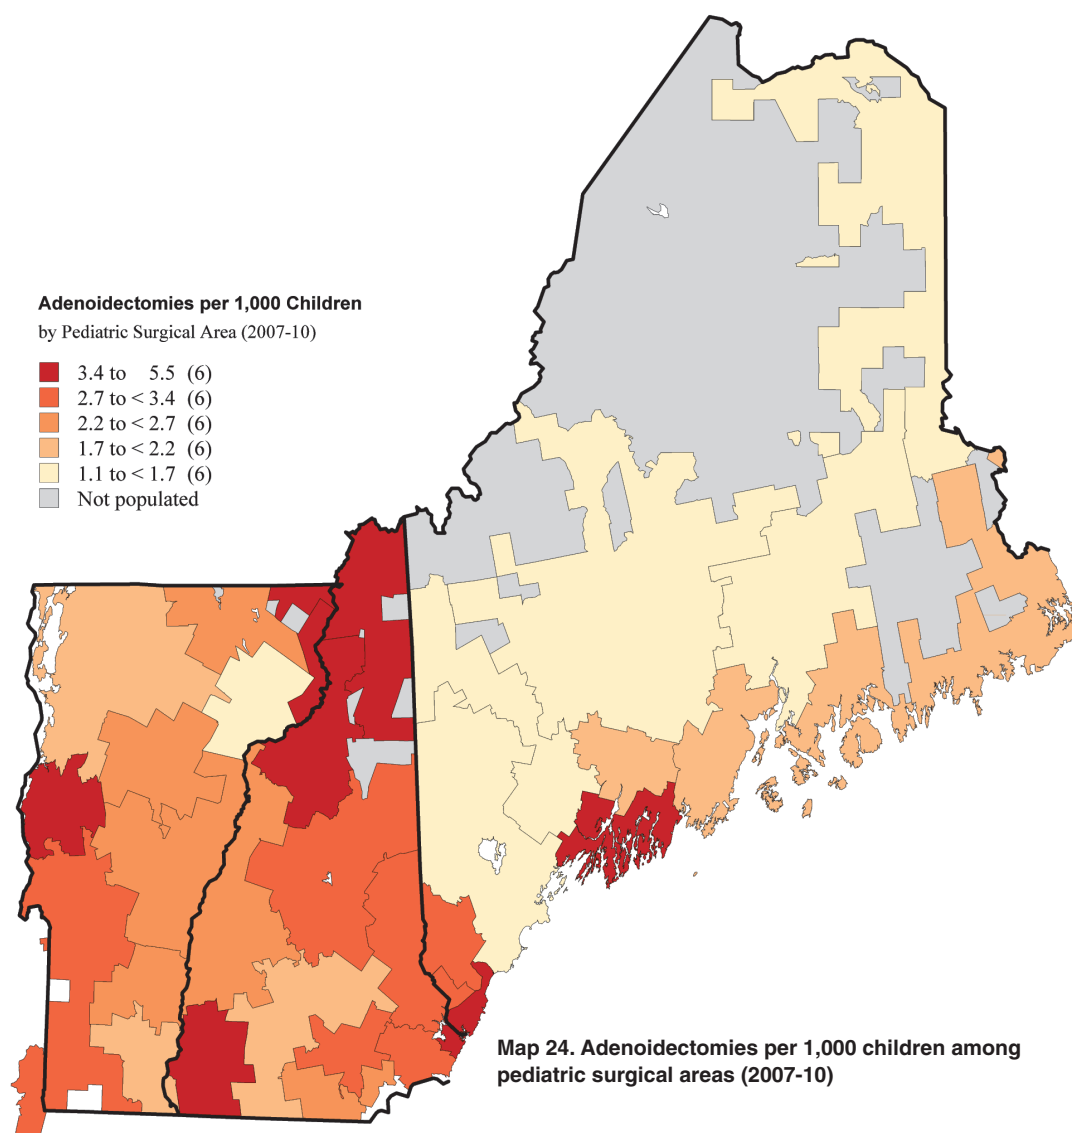 Adenoidectomies per 1,000 Children
by Pediatric Surgical Area (2007-10)
3.4 to 5.5 (6)
2.7 to < 3.4 (6)
2.2 to < 2.7 (6)
1.7 to < 2.2 (6)
1.1 to < 1.7 (6)
Not populated
Map 24. Adenoidectomies per 1,000 children among
pediatric surgical areas (2007-10)